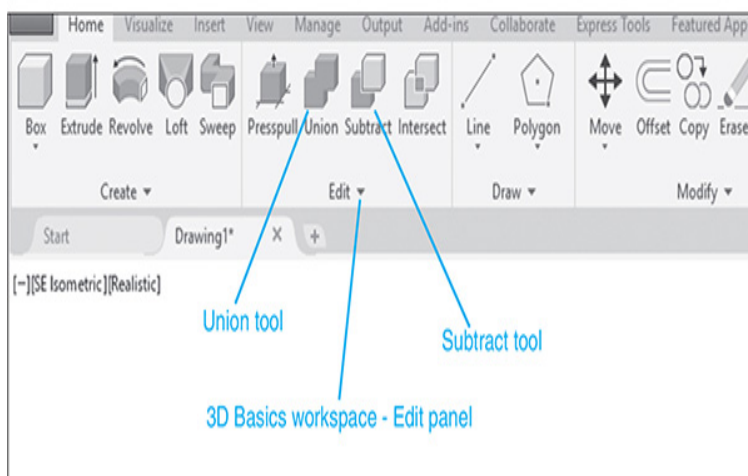 Home Visualize Insert View Manage Output Add-ins Collaborate Express Tools Featured App
Box Extrude Revolve Loft Sweep Presspull Union Subtract Intersect Line Polygon Move Offset Copy Erase
Create Edit Draw Modify
Start Drawing1* X +
[−][SE Isometric][Realistic]
Union tool
Subtract tool
3D Basics workspace - Edit panel